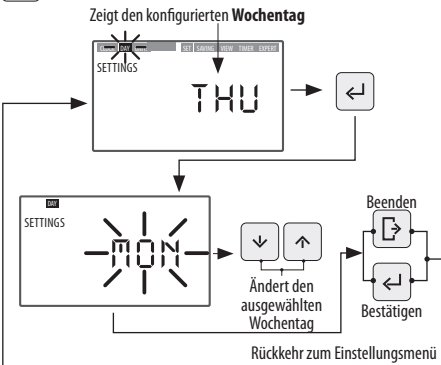 Zeigt den konfigurierten Wochentag
DAY SET SAVING VIEW TIMER EXPERT
SETTINGS
THU
DAY
SETTINGS
MON
Beenden
Ändert den
ausgewählten
Wochentag
Bestätigen
Rückkehr zum Einstellungsmenü